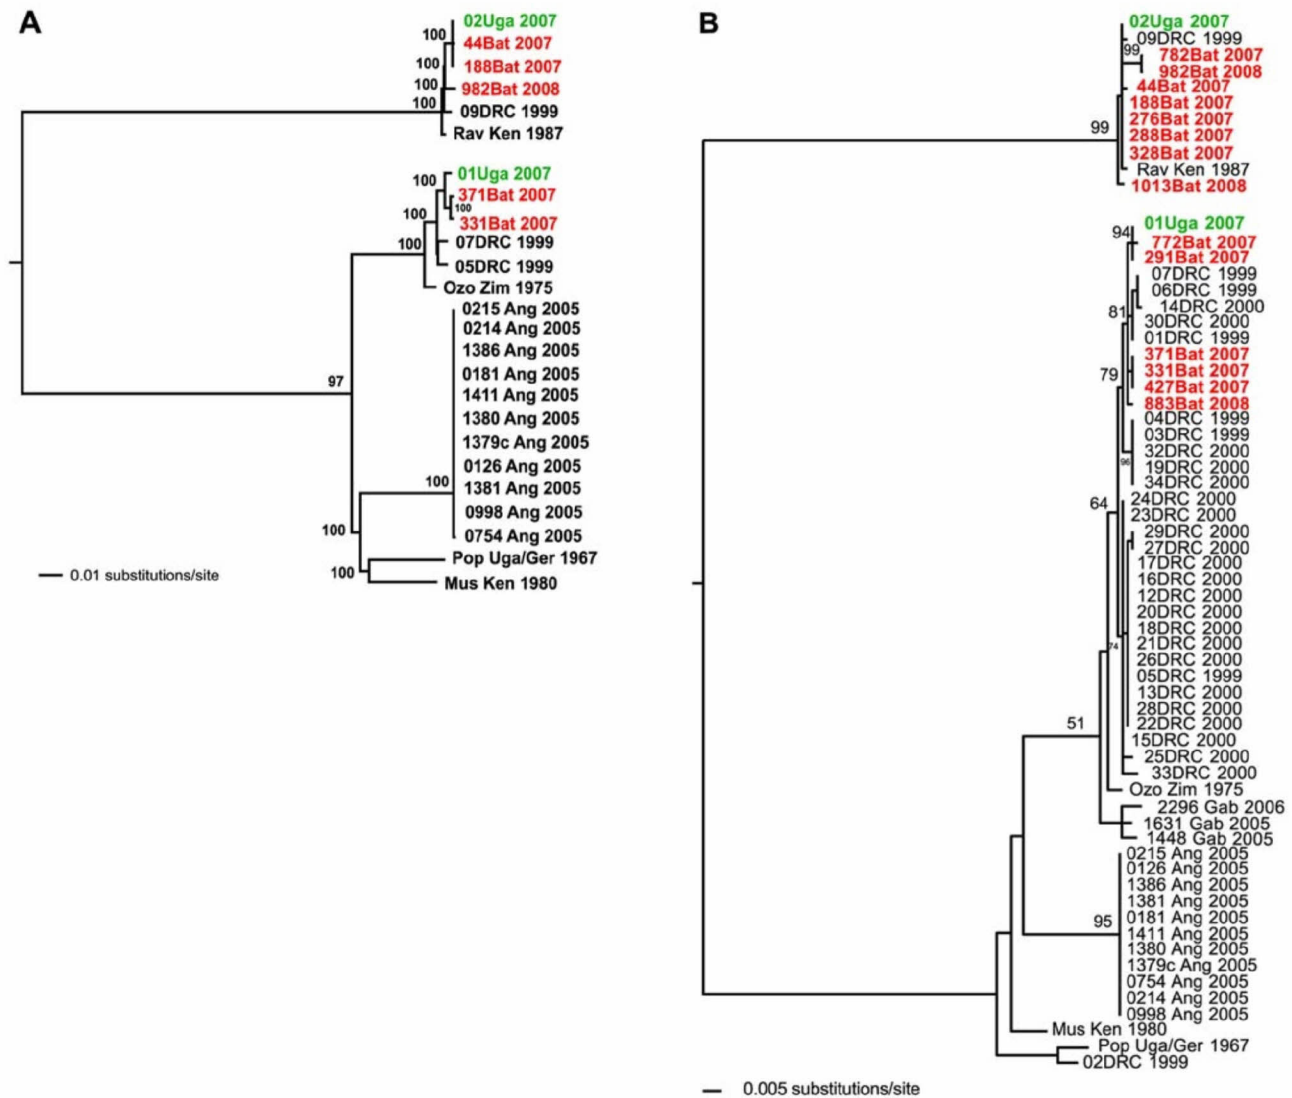 A
02Uga 2007
100
44Bat 2007
100
188Bat 2007
100
982Bat 2008
100
09DRC 1999
Rav Ken 1987
01Uga 2007
100
371Bat 2007
100
331Bat 2007
100
07DRC 1999
100
05DRC 1999
Ozo Zim 1975
0215 Ang 2005
0214 Ang 2005
1386 Ang 2005
0181 Ang 2005
97
1411 Ang 2005
1380 Ang 2005
1379c Ang 2005
0126 Ang 2005
100
1381 Ang 2005
0998 Ang 2005
100
0754 Ang 2005
Pop Uga/Ger 1967
100
Mus Ken 1980
0.01 substitutions/site
B
02Uga 2007
09DRC 1999
99
782Bat 2007
982Bat 2008
44Bat 2007
188Bat 2007
276Bat 2007
99
288Bat 2007
328Bat 2007
Rav Ken 1987
1013Bat 2008
01Uga 2007
94
772Bat 2007
291Bat 2007
07DRC 1999
06DRC 1999
14DRC 2000
81
30DRC 2000
01DRC 1999
371Bat 2007
79
331Bat 2007
427Bat 2007
883Bat 2008
04DRC 1999
03DRC 1999
32DRC 2000
96
19DRC 2000
34DRC 2000
64
24DRC 2000
23DRC 2000
29DRC 2000
27DRC 2000
17DRC 2000
16DRC 2000
12DRC 2000
20DRC 2000
18DRC 2000
74
21DRC 2000
26DRC 2000
05DRC 1999
13DRC 2000
28DRC 2000
51
22DRC 2000
15DRC 2000
25DRC 2000
33DRC 2000
Ozo Zim 1975
2296 Gab 2006
1631 Gab 2005
1448 Gab 2005
0215 Ang 2005
0126 Ang 2005
1386 Ang 2005
1381 Ang 2005
95
0181 Ang 2005
1411 Ang 2005
1380 Ang 2005
1379c Ang 2005
0754 Ang 2005
0214 Ang 2005
0998 Ang 2005
Mus Ken 1980
Pop Uga/Ger 1967
02DRC 1999
0.005 substitutions/site